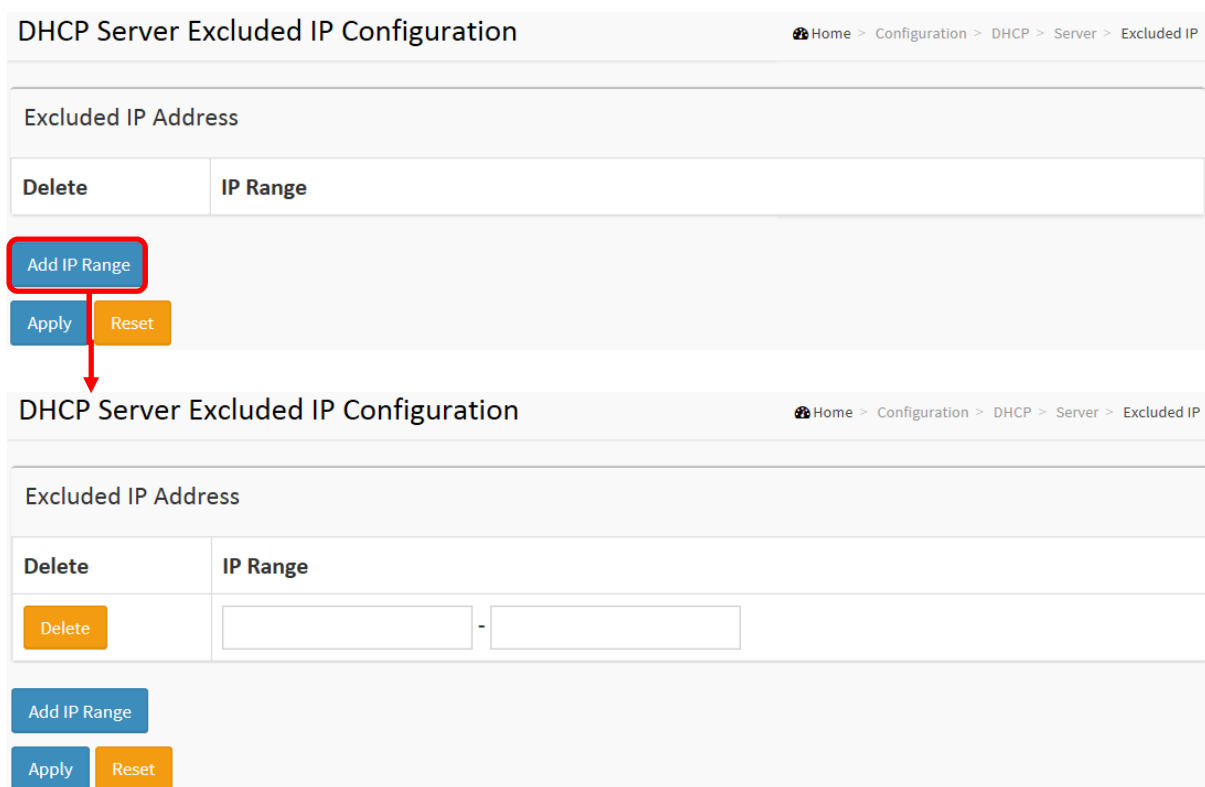 DHCP Server Excluded IP Configuration
Home > Configuration > DHCP > Server > Excluded IP
Excluded IP Address
Delete IP Range
Add IP Range
Apply Reset
DHCP Server Excluded IP Configuration
Home > Configuration > DHCP > Server > Excluded IP
Excluded IP Address
Delete IP Range
Delete -
Add IP Range
Apply Reset